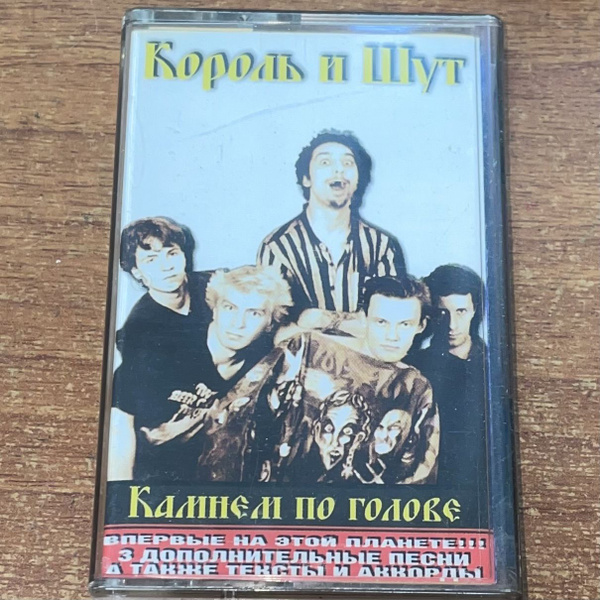 Король и Шут
Камнем по голове
ВПЕРВЫЕ НА ЭТОЙ ПЛАНЕТЕ!!!
3 ДОПОЛНИТЕЛЬНЫЕ ПЕСНИ
А ТАКЖЕ ТЕКСТЫ И АККОРДЫ